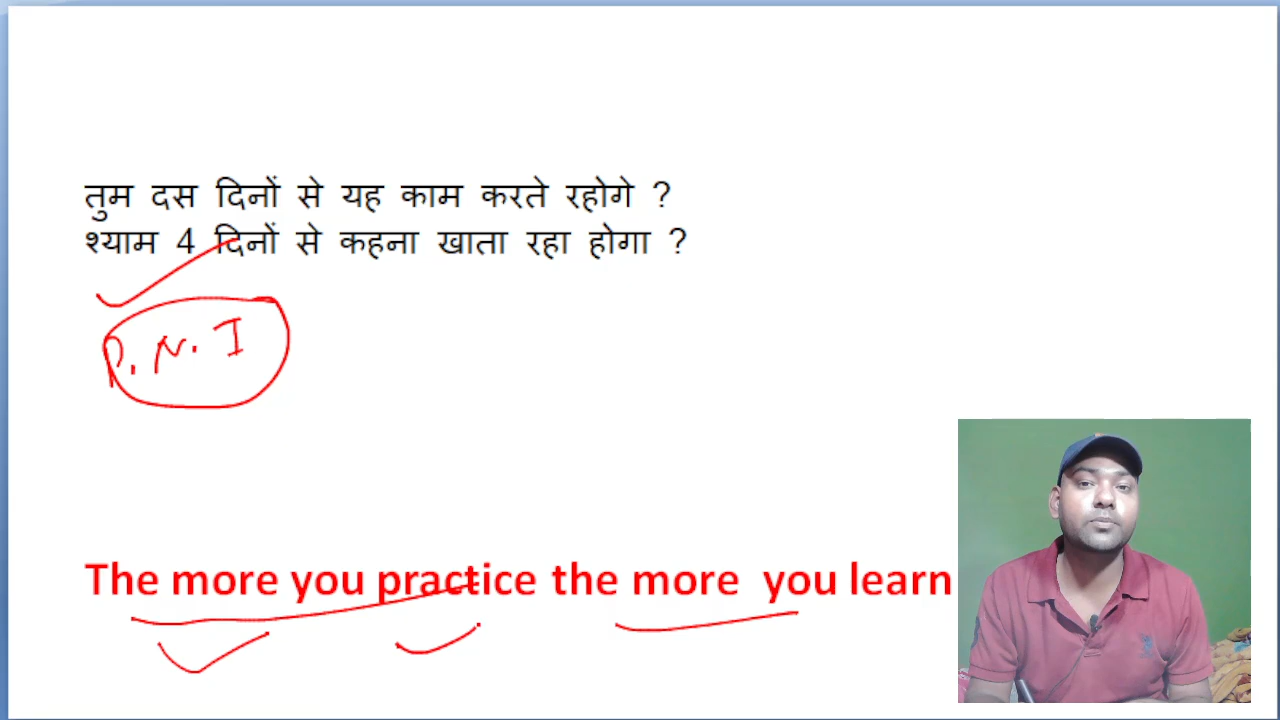 तुम दस दिनों से यह काम करते रहोगे ?
श्याम 4 दिनों से कहना खाता रहा होगा ?
P. N. I
The more you practice the more you learn